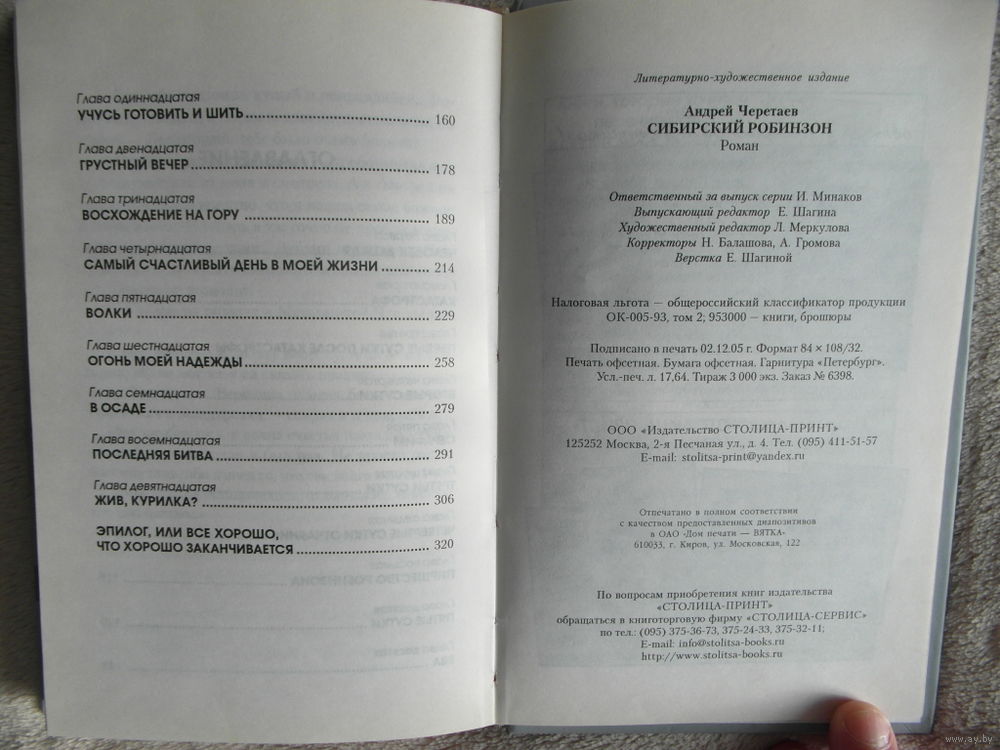 Глава одиннадцатая
УЧУСЬ ГОТОВИТЬ И ШИТЬ 160
Глава двенадцатая
ГРУСТНЫЙ ВЕЧЕР 178
Глава тринадцатая
ВОСХОЖДЕНИЕ НА ГОРУ 189
Глава четырнадцатая
САМЫЙ СЧАСТЛИВЫЙ ДЕНЬ В МОЕЙ ЖИЗНИ 214
Глава пятнадцатая
ВОЛКИ 229
Глава шестнадцатая
ОГОНЬ МОЕЙ НАДЕЖДЫ 258
Глава семнадцатая
В ОСАДЕ 279
Глава восемнадцатая
ПОСЛЕДНЯЯ БИТВА 291
Глава девятнадцатая
ЖИВ, КУРИЛКА? 306
ЭПИЛОГ, ИЛИ ВСЕ ХОРОШО,
ЧТО ХОРОШО ЗАКАНЧИВАЕТСЯ 320
Литературно-художественное издание
Андрей Черетаев
СИБИРСКИЙ РОБИНЗОН
Роман
Ответственный за выпуск серии И. Минаков
Выпускающий редактор Е. Шагина
Художественный редактор Л. Меркулова
Корректоры Н. Балашова, А. Громова
Верстка Е. Шагиной
Налоговая льгота — общероссийский классификатор продукции
ОК-005-93, том 2; 953000 — книги, брошюры
Подписано в печать 02.12.05 г. Формат 84 × 108/32.
Печать офсетная. Бумага офсетная. Гарнитура «Петербург».
Усл.-печ. л. 17,64. Тираж 3 000 экз. Заказ № 6398.
ООО «Издательство СТОЛИЦА-ПРИНТ»
125252 Москва, 2-я Песчаная ул., д. 4. Тел. (095) 411-51-57
E-mail: stolitsa-print@yandex.ru
Отпечатано в полном соответствии
с качеством предоставленных диапозитивов
в ОАО «Дом печати — ВЯТКА»
610033, г. Киров, ул. Московская, 122
По вопросам приобретения книг издательства
«СТОЛИЦА-ПРИНТ»
обращаться в книготорговую фирму «СТОЛИЦА-СЕРВИС»
по тел.: (095) 375-36-73, 375-24-33, 375-32-11;
E-mail: info@stolitsa-books.ru
http://www.stolitsa-books.ru
www.ay.by